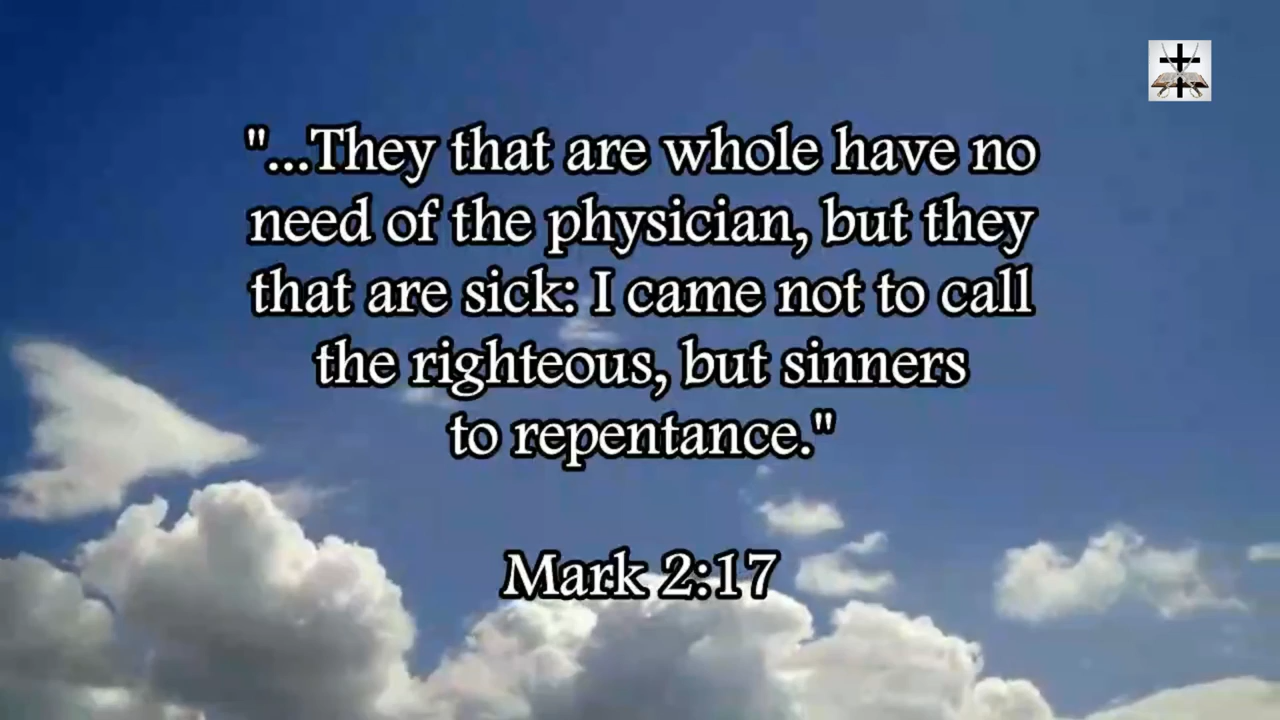 "...They that are whole have no
need of the physician, but they
that are sick: I came not to call
the righteous, but sinners
to repentance."
Mark 2:17